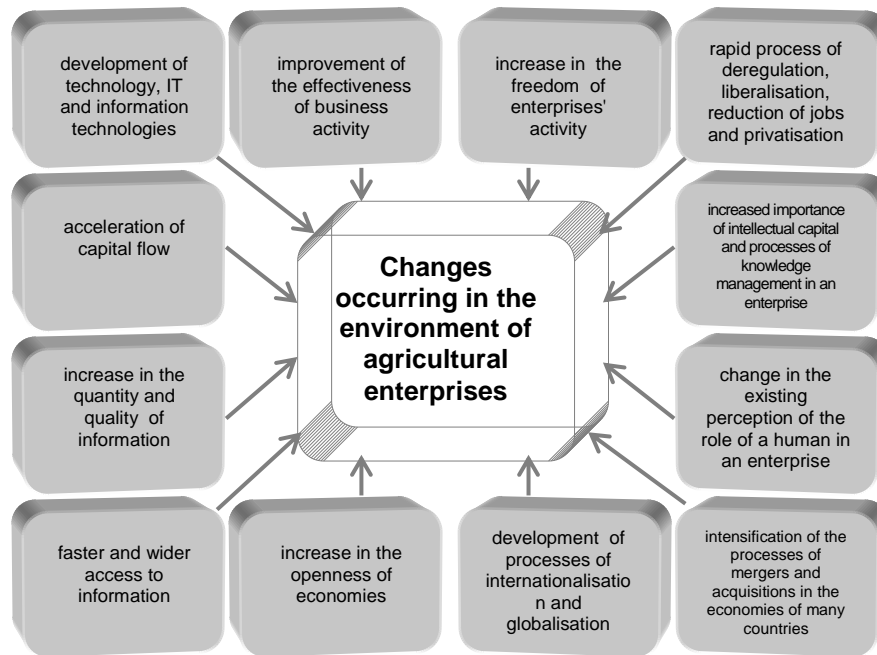 development of
technology, IT
and information
technologies
improvement of
the effectiveness
of business
activity
increase in the
freedom of
enterprises'
activity
rapid process of
deregulation,
liberalisation,
reduction of jobs
and privatisation
acceleration of
capital flow
increased importance
of intellectual capital
and processes of
knowledge
management in an
enterprise
Changes
occurring in the
environment of
agricultural
enterprises
increase in the
quantity and
quality of
information
change in the
existing
perception of the
role of a human in
an enterprise
faster and wider
access to
information
increase in the
openness of
economies
development of
processes of
internationalisatio
n and
globalisation
intensification of the
processes of
mergers and
acquisitions in the
economies of many
countries